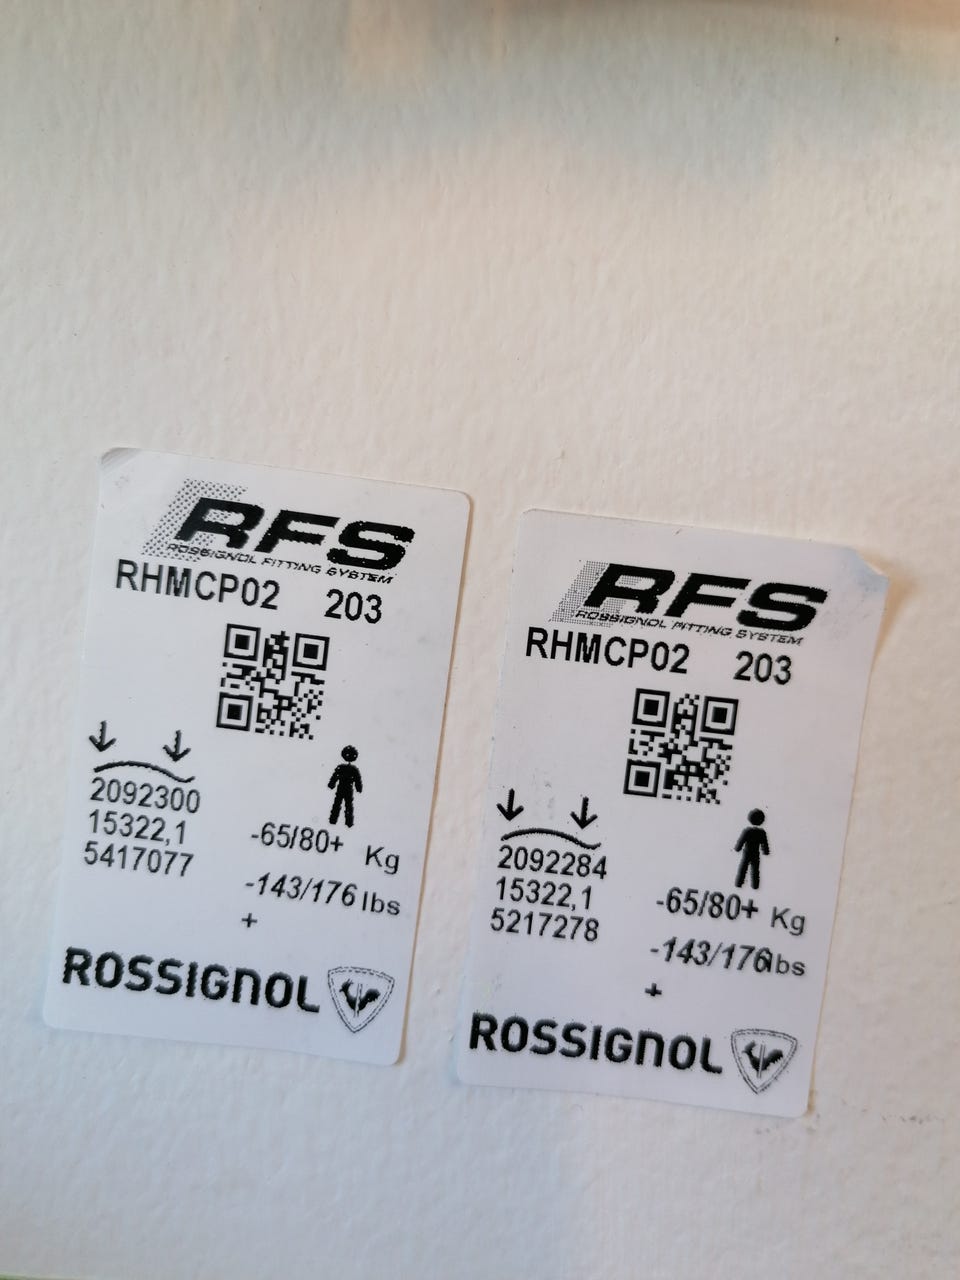 RFS
ROSSIGNOL FITTING SYSTEM
RHMCP02 203
2092300
15322,1
5417077
-65/80+ Kg
-143/176 lbs
+
ROSSIGNOL
RFS
ROSSIGNOL FITTING SYSTEM
RHMCP02 203
2092284
15322,1
5217278
-65/80+ Kg
-143/176lbs
+
ROSSIGNOL